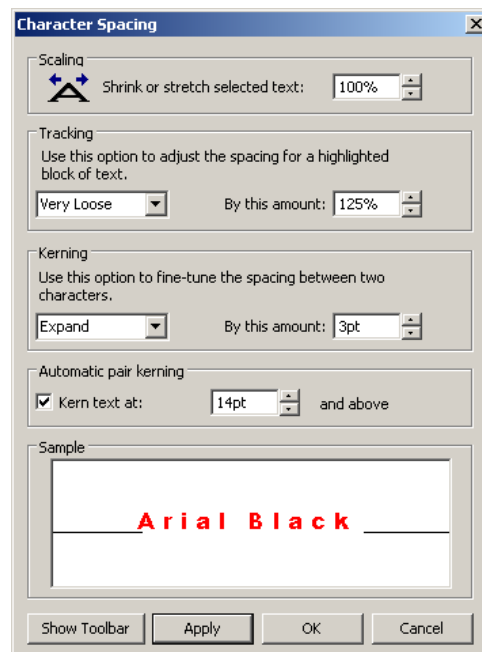 Character Spacing
Scaling
Shrink or stretch selected text: 100%
Tracking
Use this option to adjust the spacing for a highlighted
block of text.
Very Loose By this amount: 125%
Kerning
Use this option to fine-tune the spacing between two
characters.
Expand By this amount: 3pt
Automatic pair kerning
Kern text at: 14pt and above
Sample
Arial Black
Show Toolbar Apply OK Cancel